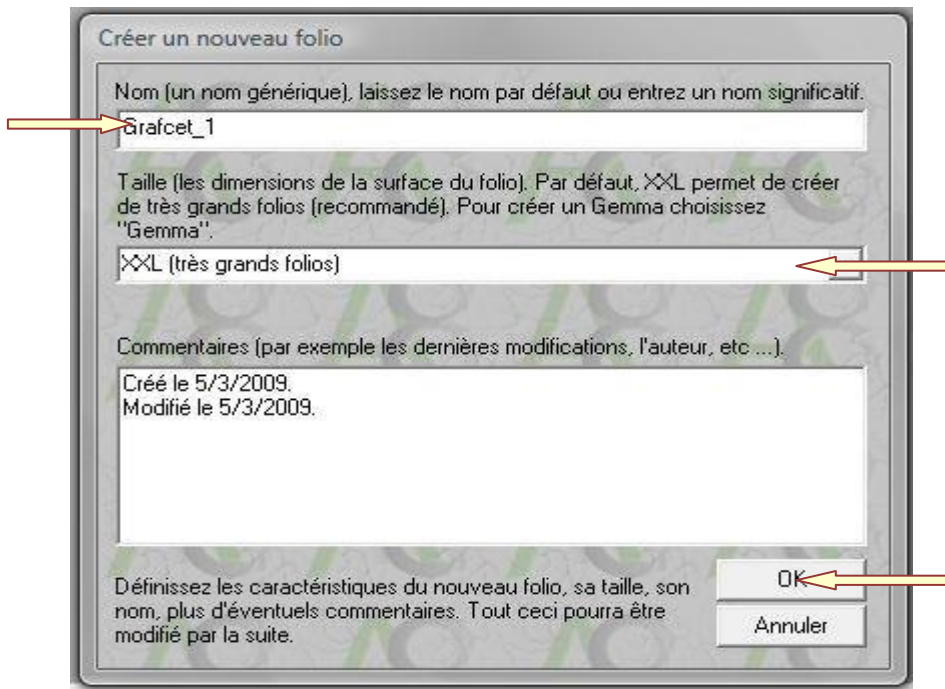 Créer un nouveau folio
Nom (un nom générique), laissez le nom par défaut ou entrez un nom significatif.
Grafcet_1
Taille (les dimensions de la surface du folio). Par défaut, XXL permet de créer
de très grands folios (recommandé). Pour créer un Gemma choisissez
"Gemma".
XXL (très grands folios)
Commentaires (par exemple les dernières modifications, l'auteur, etc ...).
Créé le 5/3/2009.
Modifié le 5/3/2009.
Définissez les caractéristiques du nouveau folio, sa taille, son
nom, plus d'éventuels commentaires. Tout ceci pourra être
modifié par la suite.
OK
Annuler